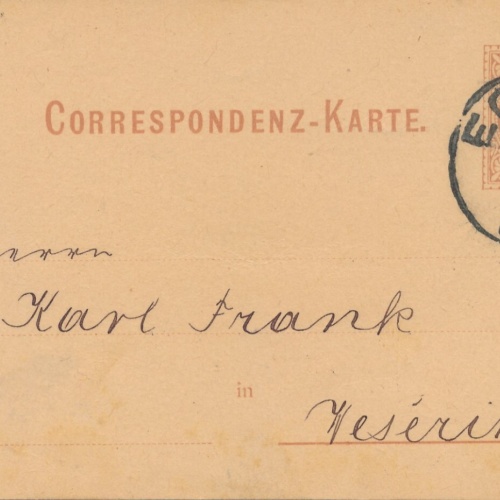 CORRESPONDENZ-KARTE.
Karl Frank
in